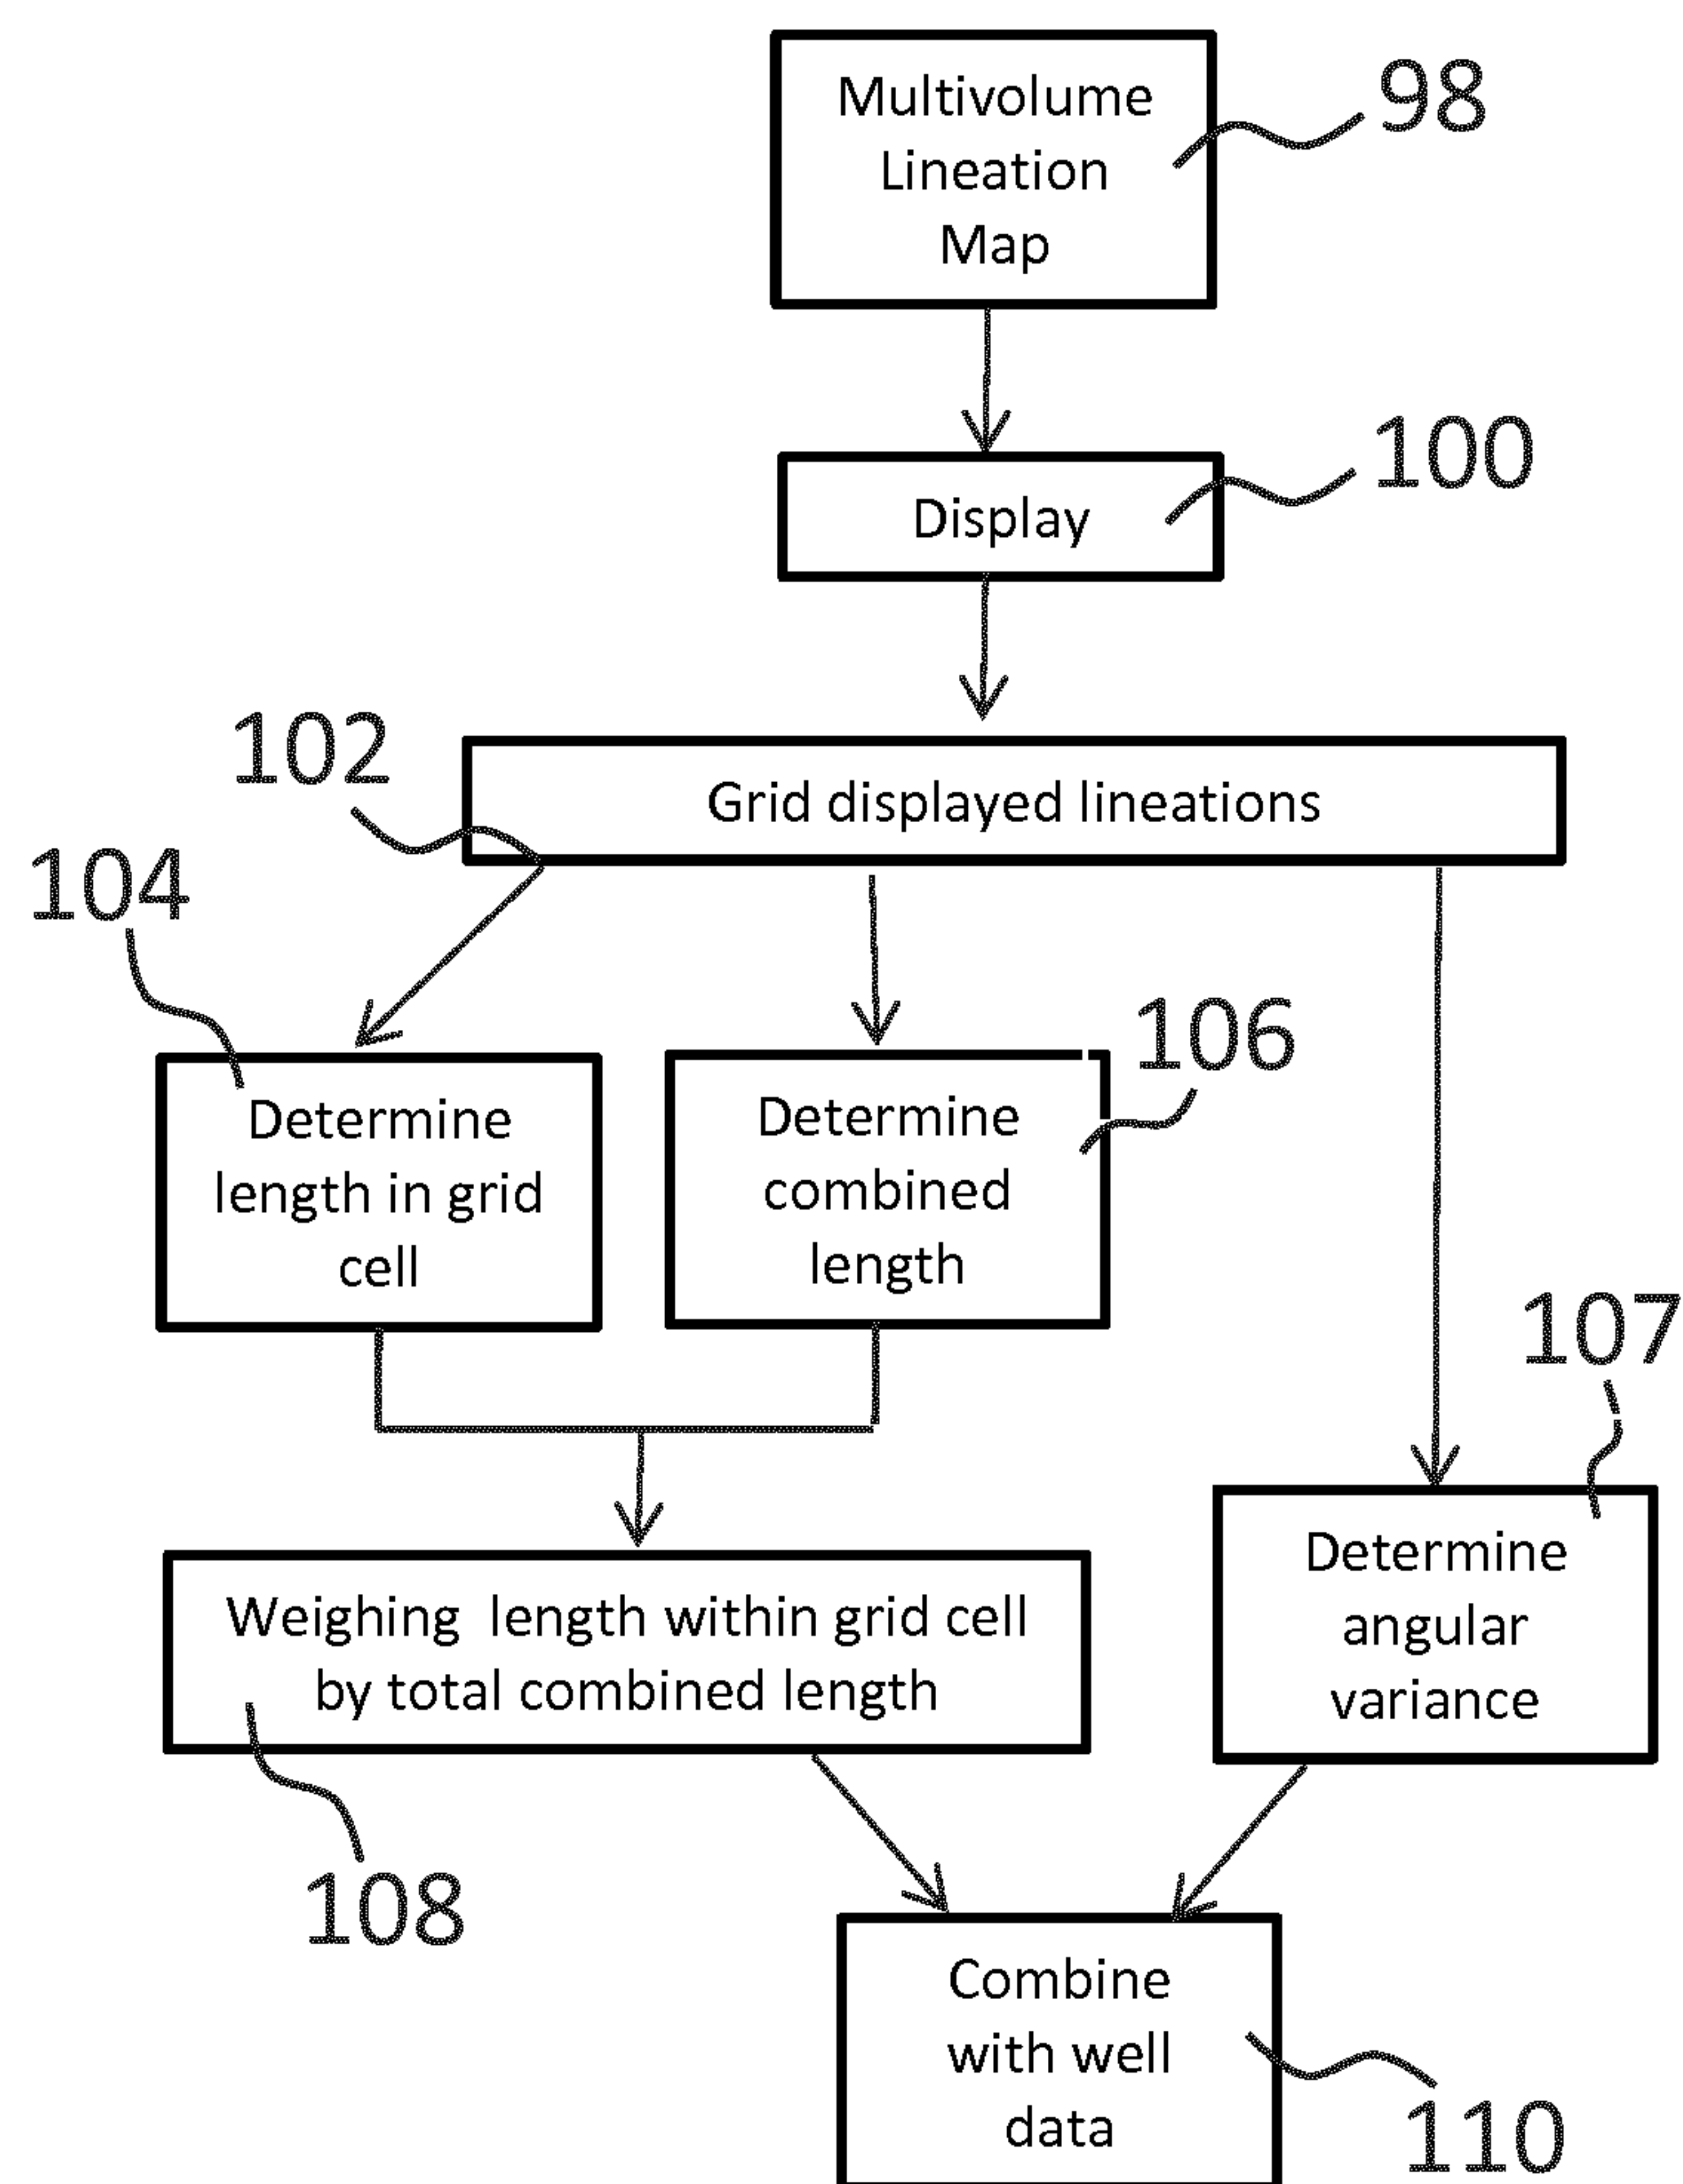 Multivolume
Lineation
Map
98
Display
100
102
Grid displayed lineations
104
Determine
length in grid
cell
Determine
combined
length
106
107
Determine
angular
variance
Weighing length within grid cell
by total combined length
108
Combine
with well
data
110